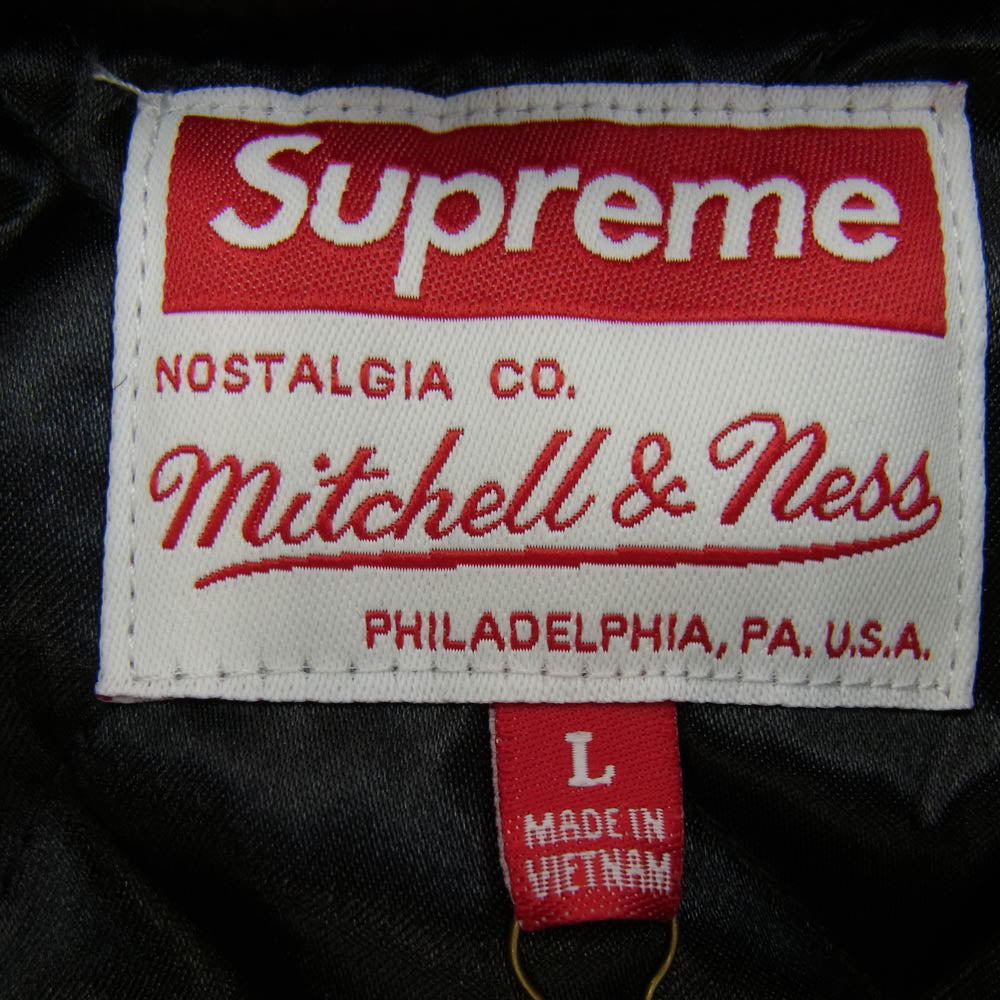 Supreme
NOSTALGIA CO.
Mitchell & Ness
PHILADELPHIA, PA. U.S.A.
L
MADE IN
VIETNAM